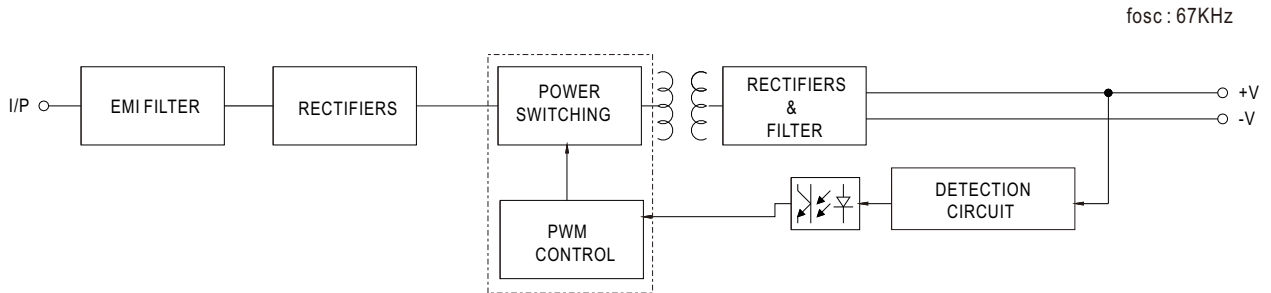 fosc : 67KHz
I/P
EMI FILTER
RECTIFIERS
POWER
SWITCHING
RECTIFIERS
&
FILTER
+V
-V
PWM
CONTROL
DETECTION
CIRCUIT